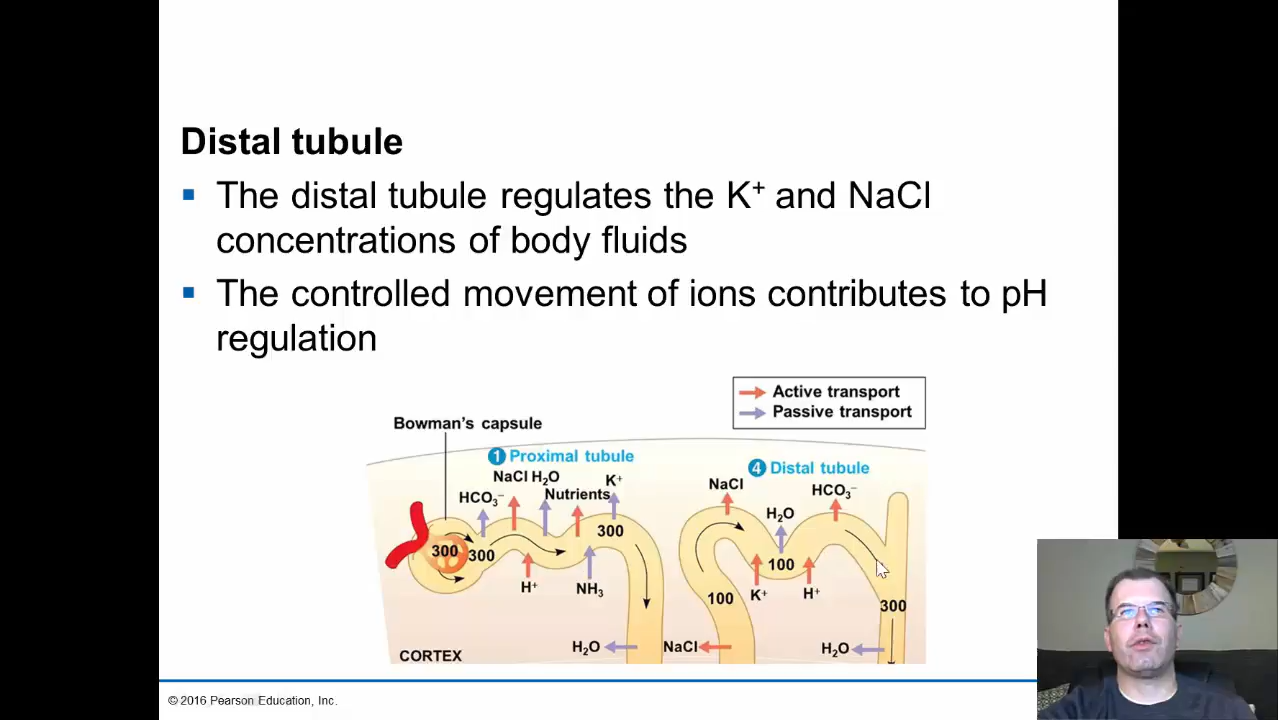 Distal tubule
▪ The distal tubule regulates the K⁺ and NaCl
concentrations of body fluids
▪ The controlled movement of ions contributes to pH
regulation
Active transport
Passive transport
Bowman's capsule
1 Proximal tubule
4 Distal tubule
NaCl H₂O
K⁺
NaCl
HCO₃⁻
HCO₃⁻
Nutrients
H₂O
300
300
300
100
H⁺
NH₃
100
K⁺
H⁺
300
H₂O
NaCl
H₂O
CORTEX
© 2016 Pearson Education, Inc.